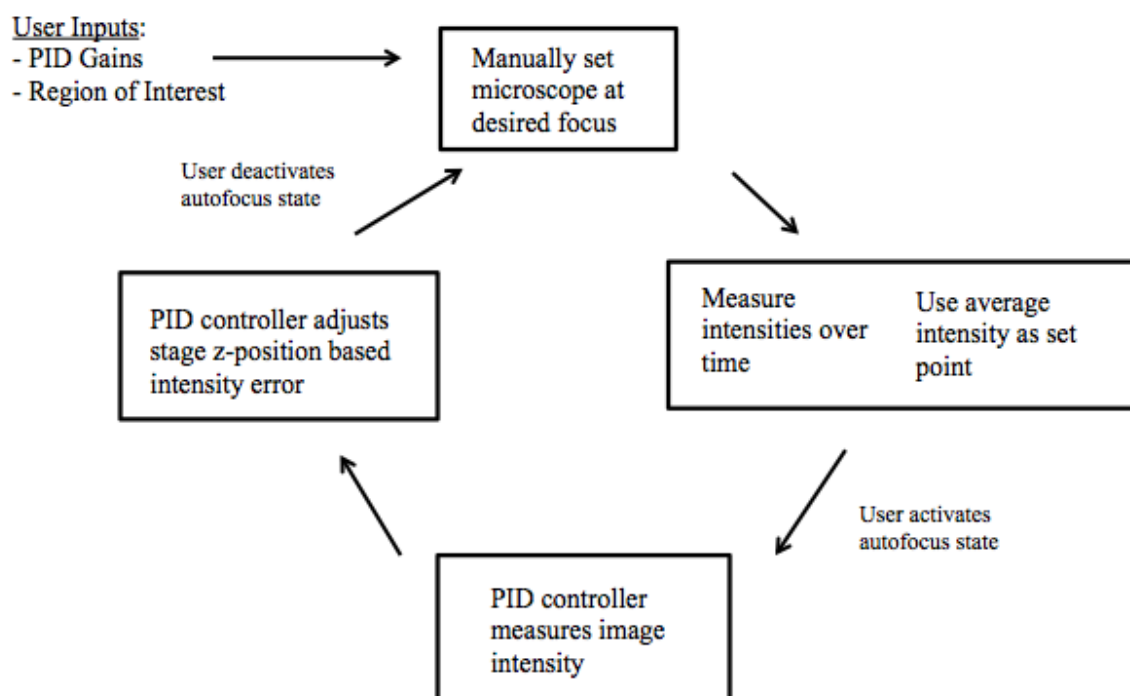 User Inputs:
- PID Gains
- Region of Interest
Manually set
microscope at
desired focus
User deactivates
autofocus state
Measure
intensities over
time
Use average
intensity as set
point
PID controller adjusts
stage z-position based
intensity error
User activates
autofocus state
PID controller
measures image
intensity